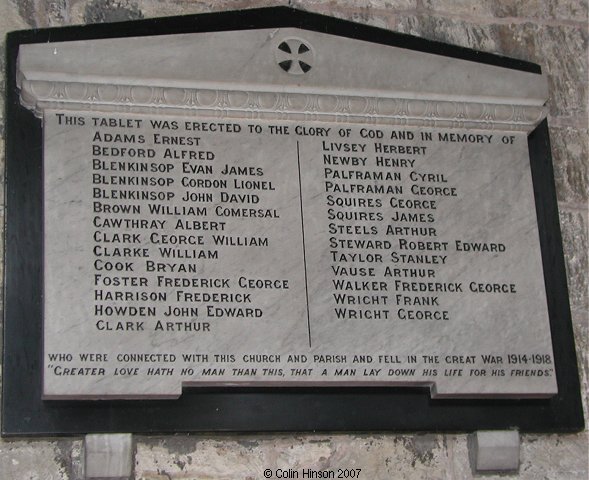 THIS TABLET WAS ERECTED TO THE GLORY OF GOD AND IN MEMORY OF
ADAMS ERNEST
BEDFORD ALFRED
BLENKINSOP EVAN JAMES
BLENKINSOP GORDON LIONEL
BLENKINSOP JOHN DAVID
BROWN WILLIAM COMERSAL
CAWTHRAY ALBERT
CLARK GEORGE WILLIAM
CLARKE WILLIAM
COOK BRYAN
FOSTER FREDERICK GEORGE
HARRISON FREDERICK
HOWDEN JOHN EDWARD
CLARK ARTHUR
LIVSEY HERBERT
NEWBY HENRY
PALFRAMAN CYRIL
PALFRAMAN GEORGE
SQUIRES GEORGE
SQUIRES JAMES
STEELS ARTHUR
STEWARD ROBERT EDWARD
TAYLOR STANLEY
VAUSE ARTHUR
WALKER FREDERICK GEORGE
WRIGHT FRANK
WRIGHT GEORGE
WHO WERE CONNECTED WITH THIS CHURCH AND PARISH AND FELL IN THE GREAT WAR 1914-1918
"GREATER LOVE HATH NO MAN THAN THIS, THAT A MAN LAY DOWN HIS LIFE FOR HIS FRIENDS."
© Colin Hinson 2007